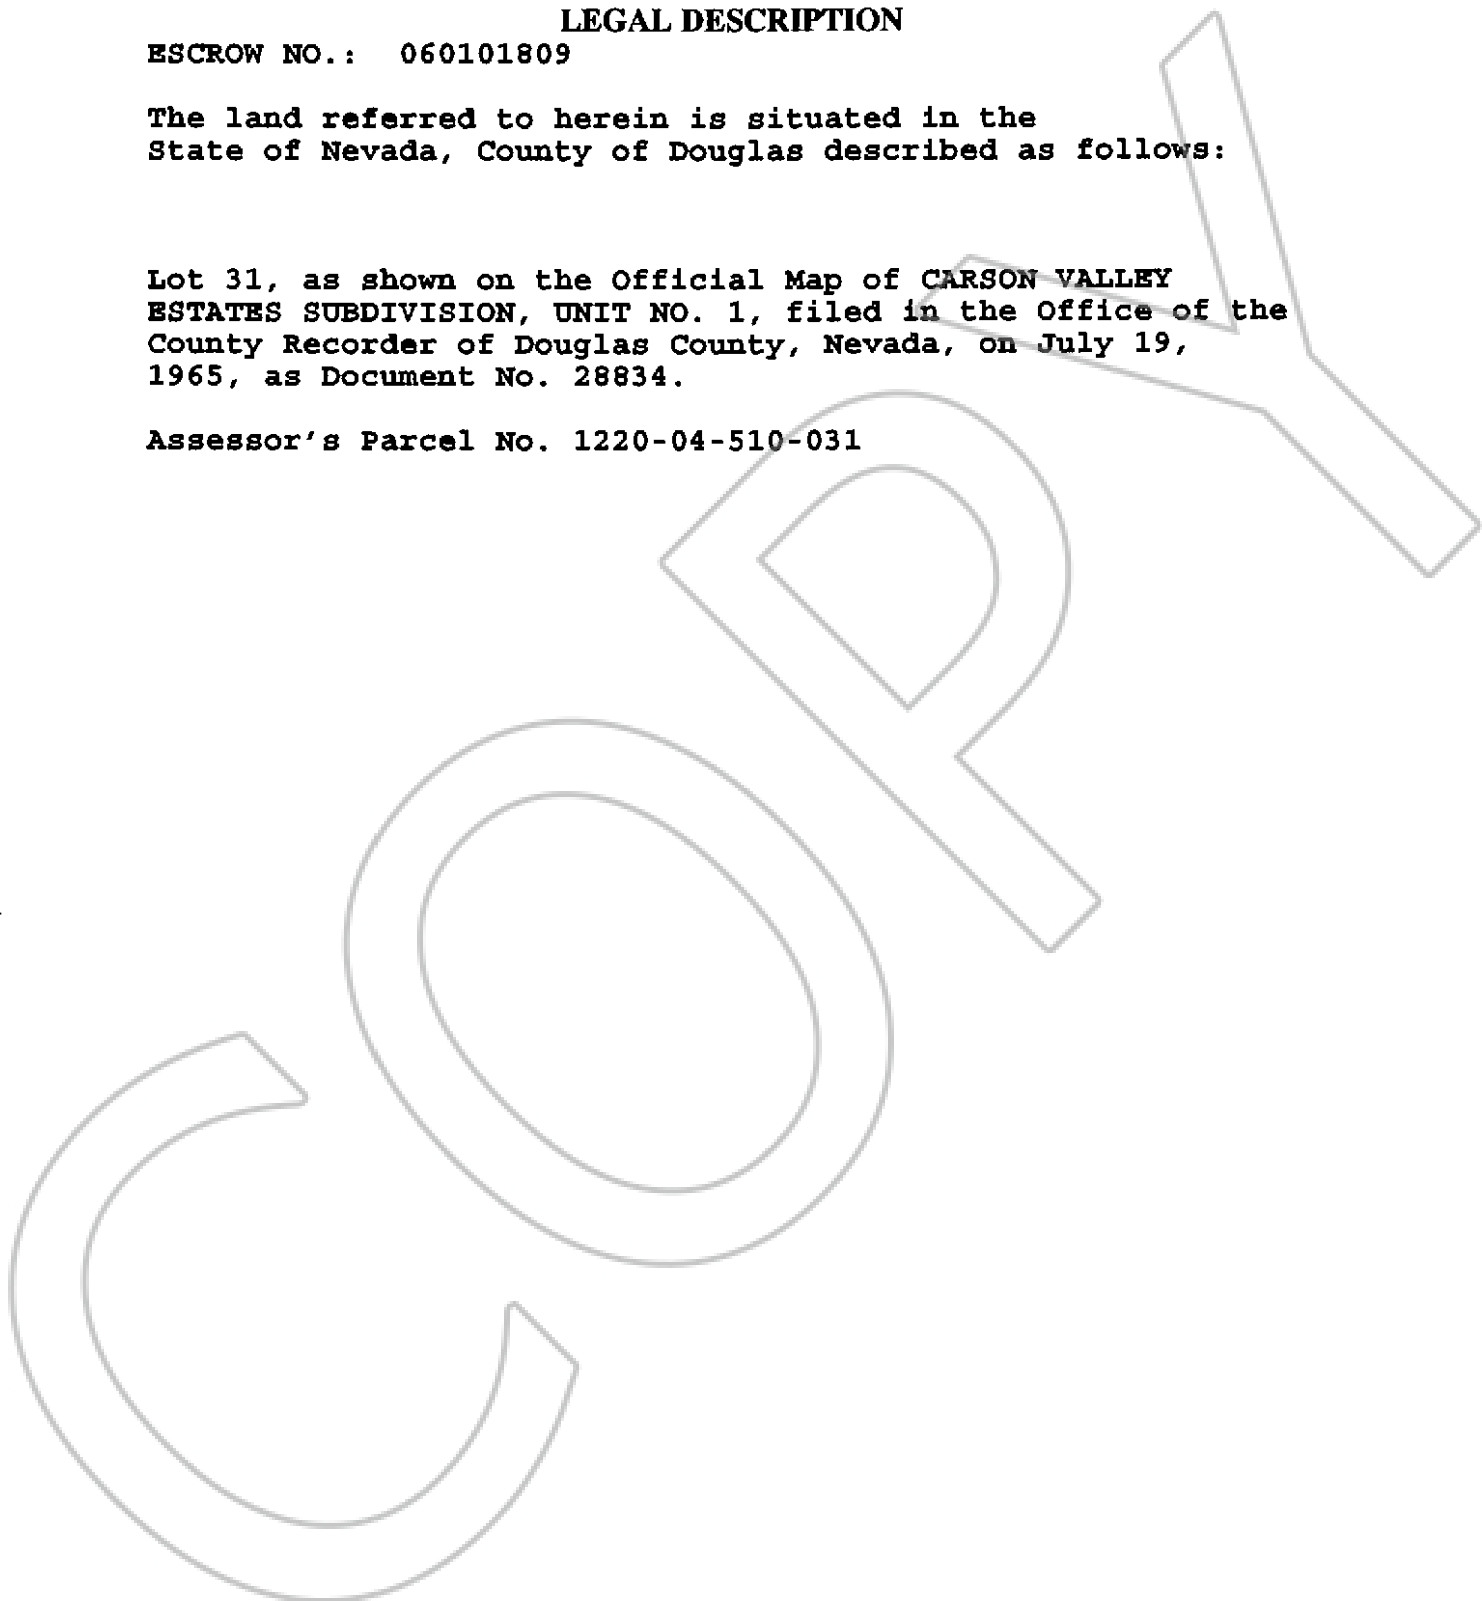 LEGAL DESCRIPTION
ESCROW NO.: 060101809
The land referred to herein is situated in the
State of Nevada, County of Douglas described as follows:
Lot 31, as shown on the Official Map of CARSON VALLEY
ESTATES SUBDIVISION, UNIT NO. 1, filed in the Office of the
County Recorder of Douglas County, Nevada, on July 19,
1965, as Document No. 28834.
Assessor's Parcel No. 1220-04-510-031
COPY